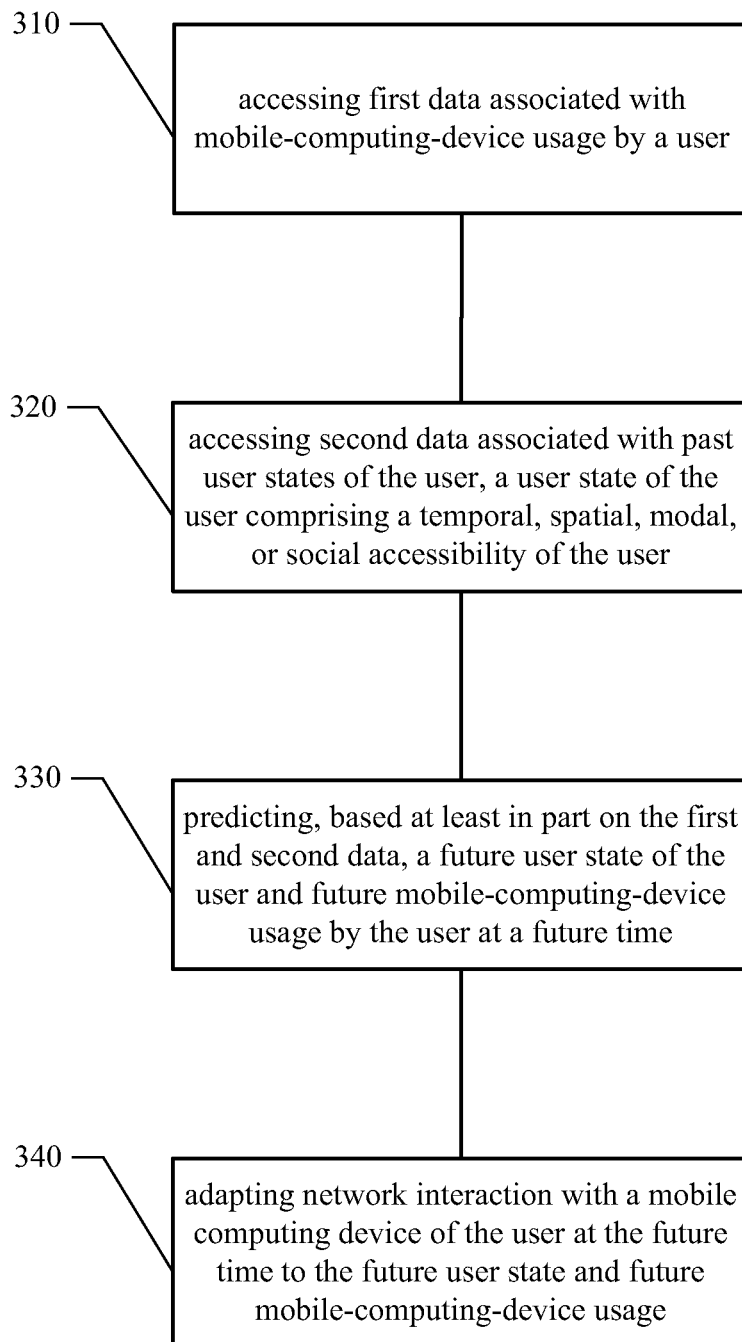 310
accessing first data associated with
mobile-computing-device usage by a user
320
accessing second data associated with past
user states of the user, a user state of the
user comprising a temporal, spatial, modal,
or social accessibility of the user
330
predicting, based at least in part on the first
and second data, a future user state of the
user and future mobile-computing-device
usage by the user at a future time
340
adapting network interaction with a mobile
computing device of the user at the future
time to the future user state and future
mobile-computing-device usage